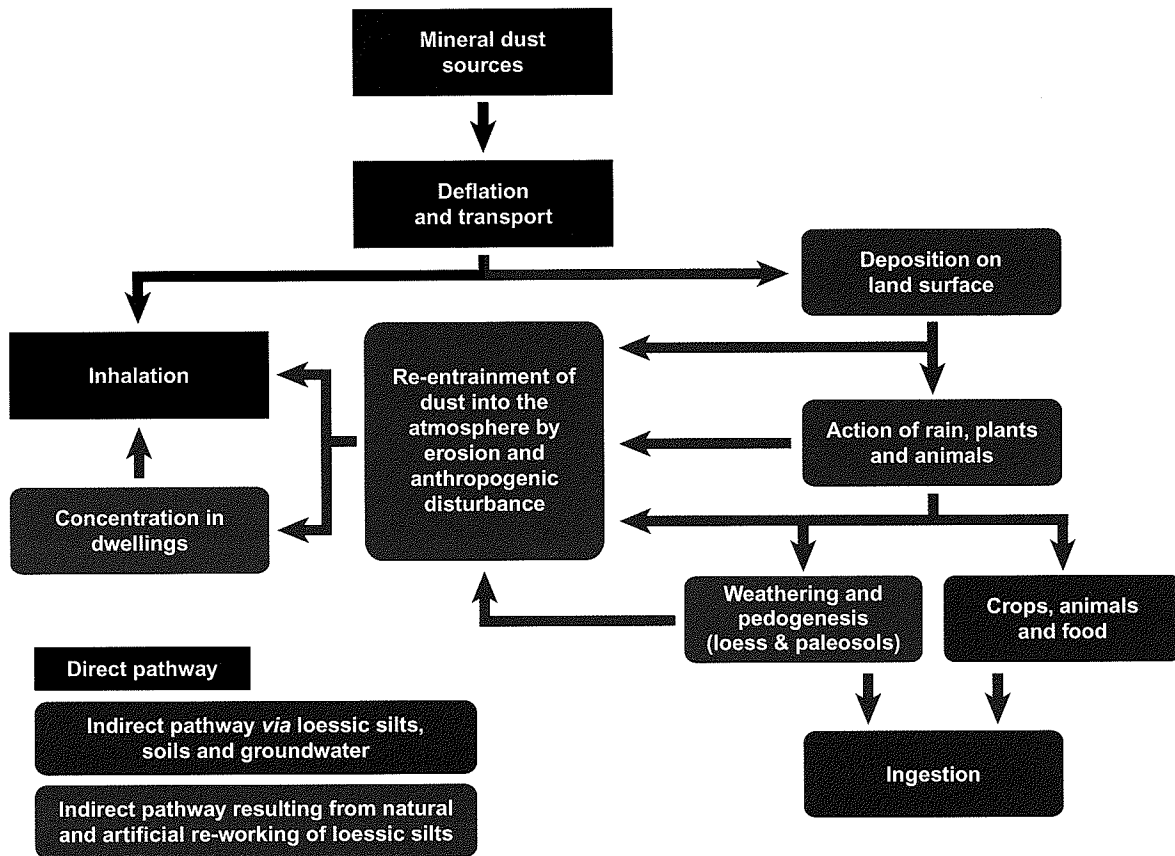 Mineral dust
sources
Deflation
and transport
Deposition on
land surface
Inhalation
Re-entrainment of
dust into the
atmosphere by
erosion and
anthropogenic
disturbance
Action of rain, plants
and animals
Concentration in
dwellings
Weathering and
pedogenesis
(loess & paleosols)
Crops, animals
and food
Direct pathway
Indirect pathway via loessic silts,
soils and groundwater
Ingestion
Indirect pathway resulting from natural
and artificial re-working of loessic silts